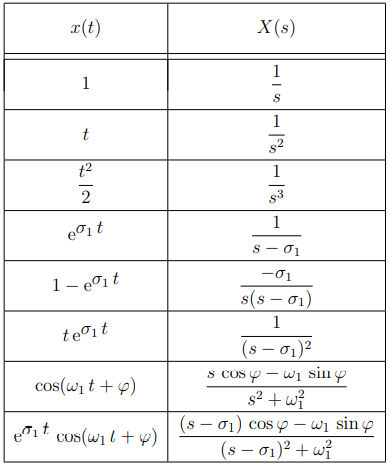 x(t) X(s)
1 1/s
t 1/s²
t²/2 1/s³
e^σ₁ t 1/(s − σ₁)
1 − e^σ₁ t −σ₁/(s(s − σ₁))
t e^σ₁ t 1/(s − σ₁)²
cos(ω₁ t + φ) (s cos φ − ω₁ sin φ)/(s² + ω₁²)
e^σ₁ t cos(ω₁ t + φ) ((s − σ₁) cos φ − ω₁ sin φ)/((s − σ₁)² + ω₁²)